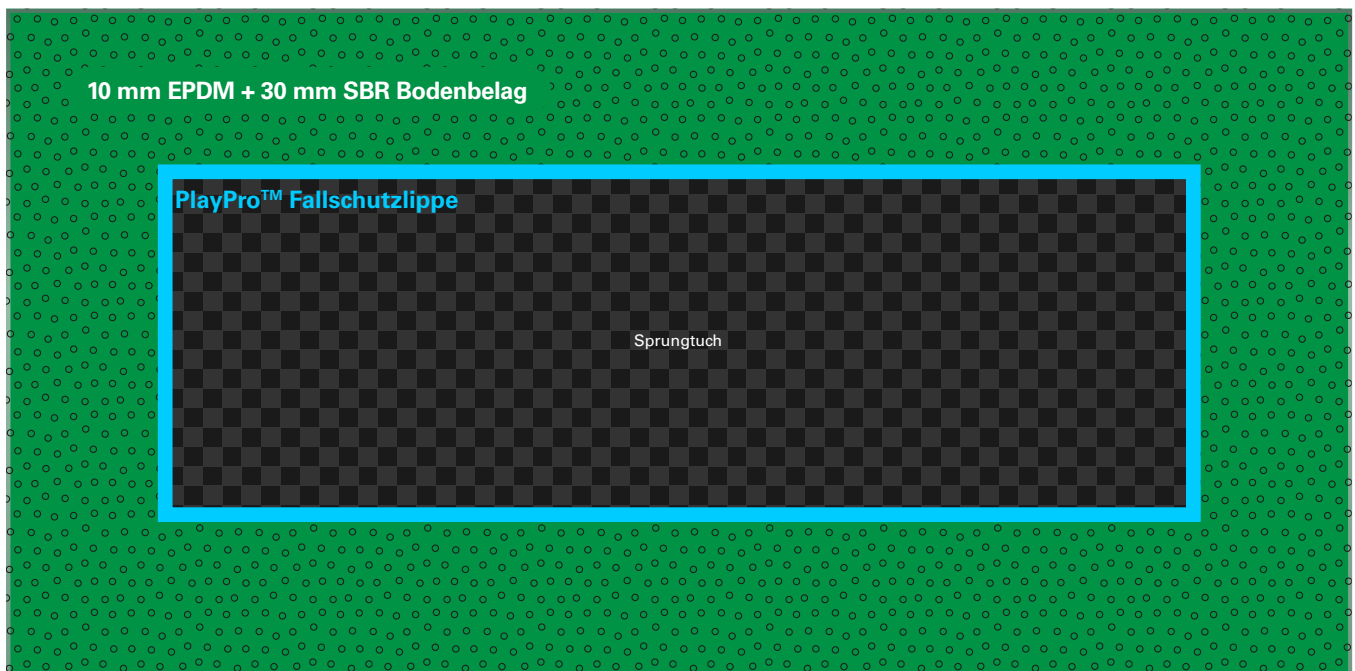 10 mm EPDM + 30 mm SBR Bodenbelag
PlayPro™ Fallschutzlippe
Sprungtuch